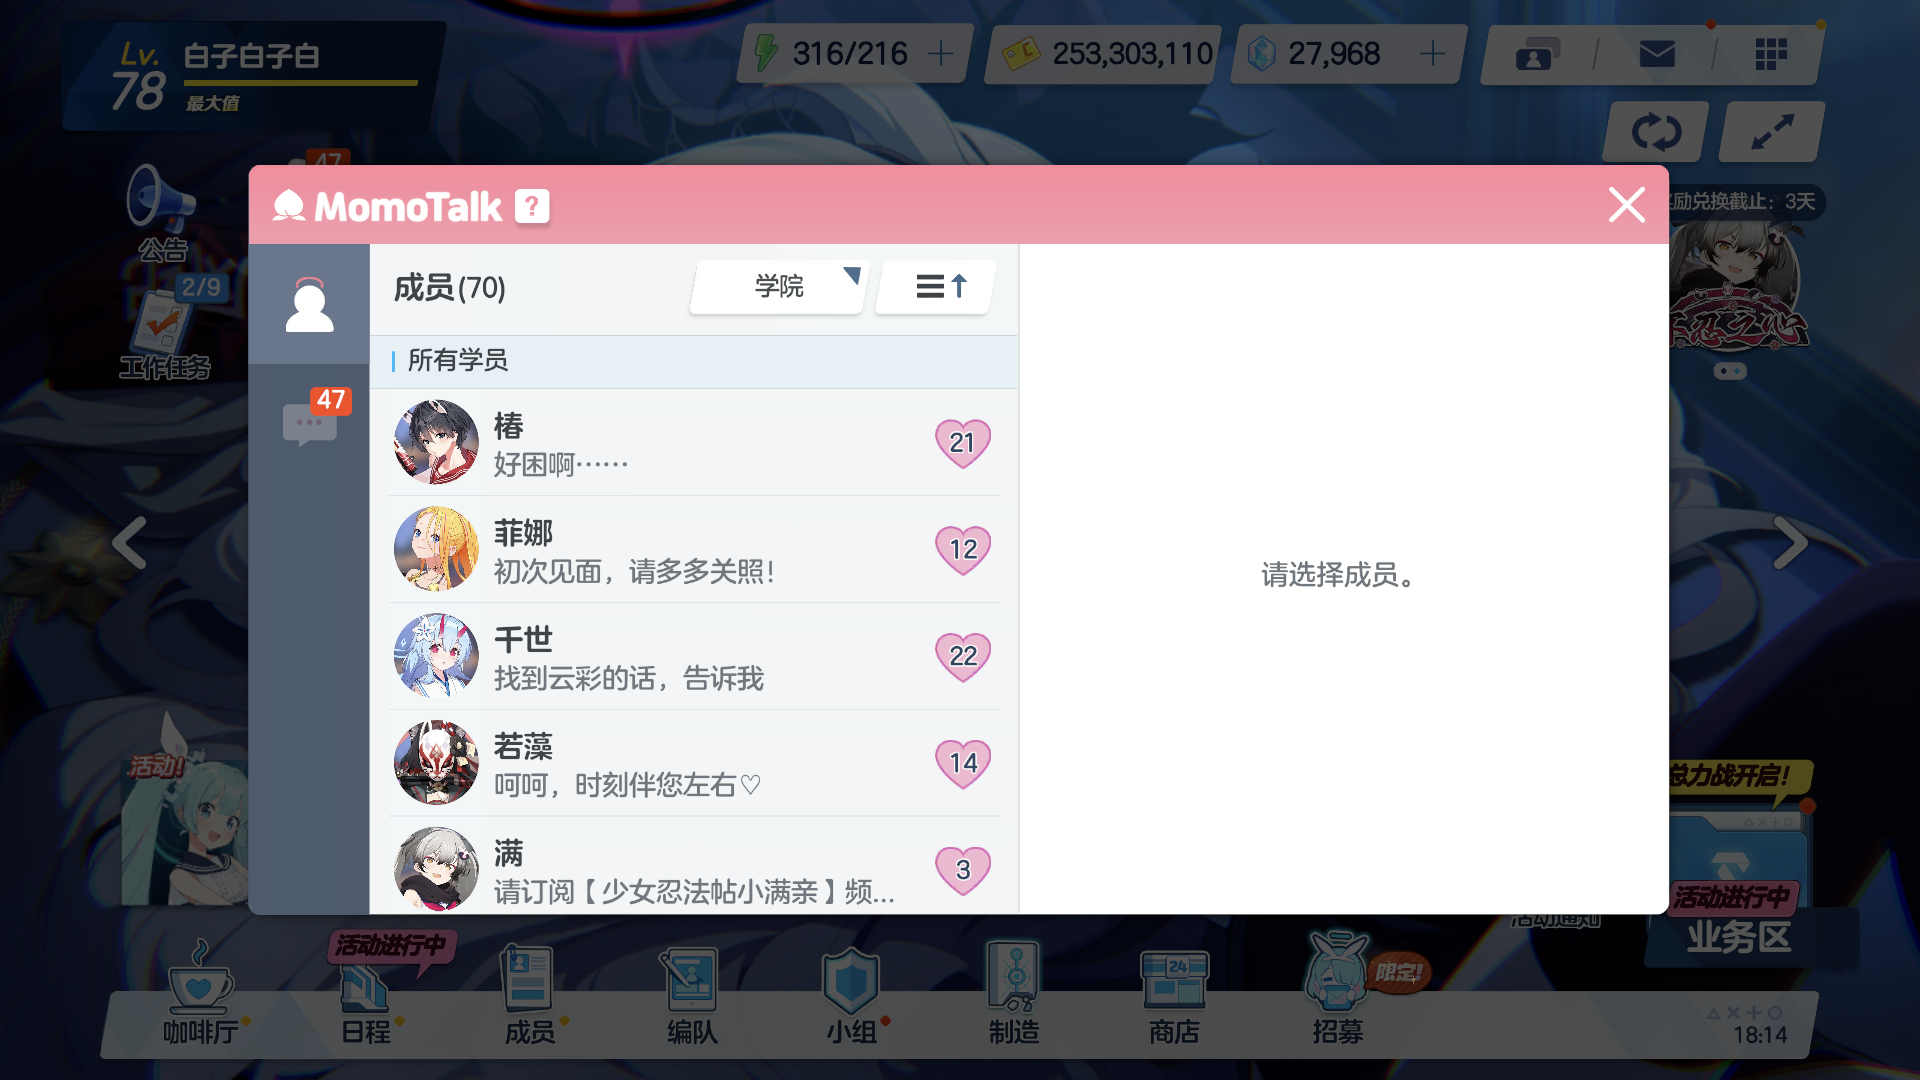 Lv.
78
白子白子白
最大值
316/216
253,303,110
27,968
47
公告
2/9
工作任务
励兑换截止：3天
MomoTalk ?
成员(70)
学院
47
所有学员
椿
好困啊……
21
菲娜
初次见面，请多多关照！
12
千世
找到云彩的话，告诉我
22
若藻
呵呵，时刻伴您左右♡
14
满
请订阅【少女忍法帖小满亲】频...
3
请选择成员。
活动!
总力战开启!
活动进行中
业务区
活动通知
活动进行中
24
限定!
咖啡厅
日程
成员
编队
小组
制造
商店
招募
18:14